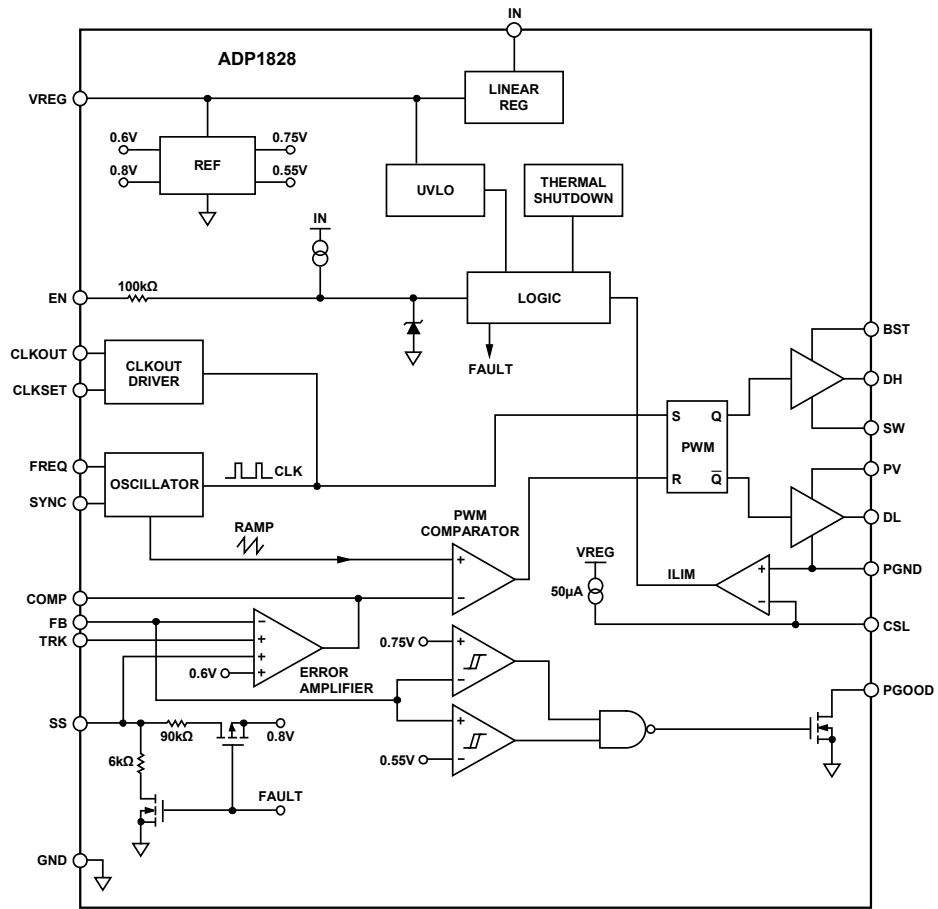 IN
ADP1828
LINEAR
REG
VREG
0.6V
0.75V
REF
0.8V
0.55V
UVLO
THERMAL
SHUTDOWN
IN
EN
100kΩ
LOGIC
FAULT
CLKOUT
CLKSET
CLKOUT
DRIVER
BST
DH
SW
S
Q
PWM
R
Q̅
FREQ
SYNC
OSCILLATOR
CLK
PV
DL
RAMP
PWM
COMPARATOR
+
−
VREG
50µA
ILIM
+
−
PGND
CSL
COMP
FB
TRK
−
+
+
+
0.6V
ERROR
AMPLIFIER
0.75V
+
−
+
−
0.55V
PGOOD
SS
90kΩ
0.8V
6kΩ
FAULT
GND